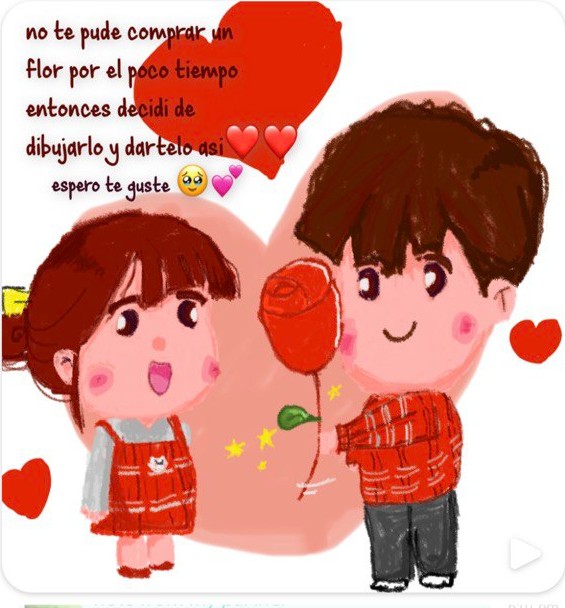 no te pude comprar un
flor por el poco tiempo
entonces decidi de
dibujarlo y dartelo asi❤️❤️
espero te guste 🥹💕